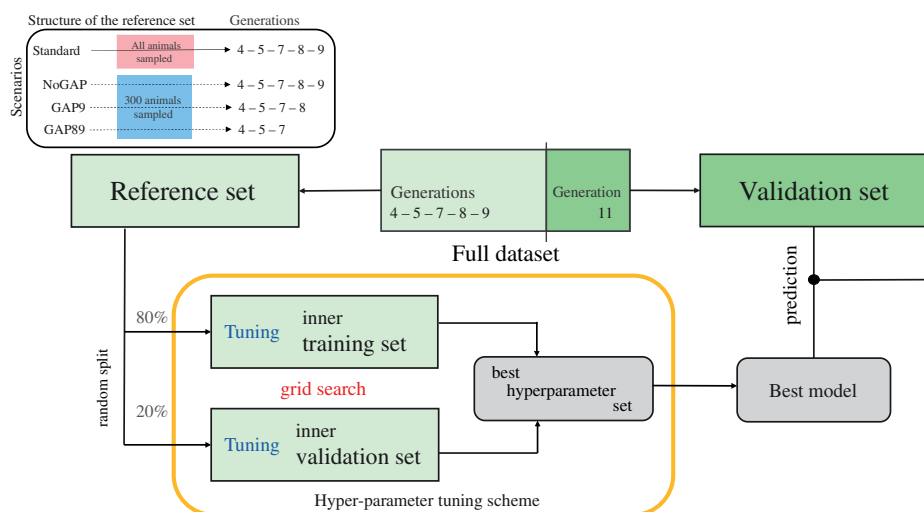 Structure of the reference set Generations
Scenarios
Standard All animals sampled 4 – 5 – 7 – 8 – 9
NoGAP 4 – 5 – 7 – 8 – 9
300 animals sampled
GAP9 4 – 5 – 7 – 8
GAP89 4 – 5 – 7
Reference set
Generations
4 – 5 – 7 – 8 – 9
Generation
11
Validation set
Full dataset
prediction
random split
80%
Tuning inner
training set
grid search
20%
Tuning inner
validation set
best
hyperparameter
set
Best model
Hyper-parameter tuning scheme